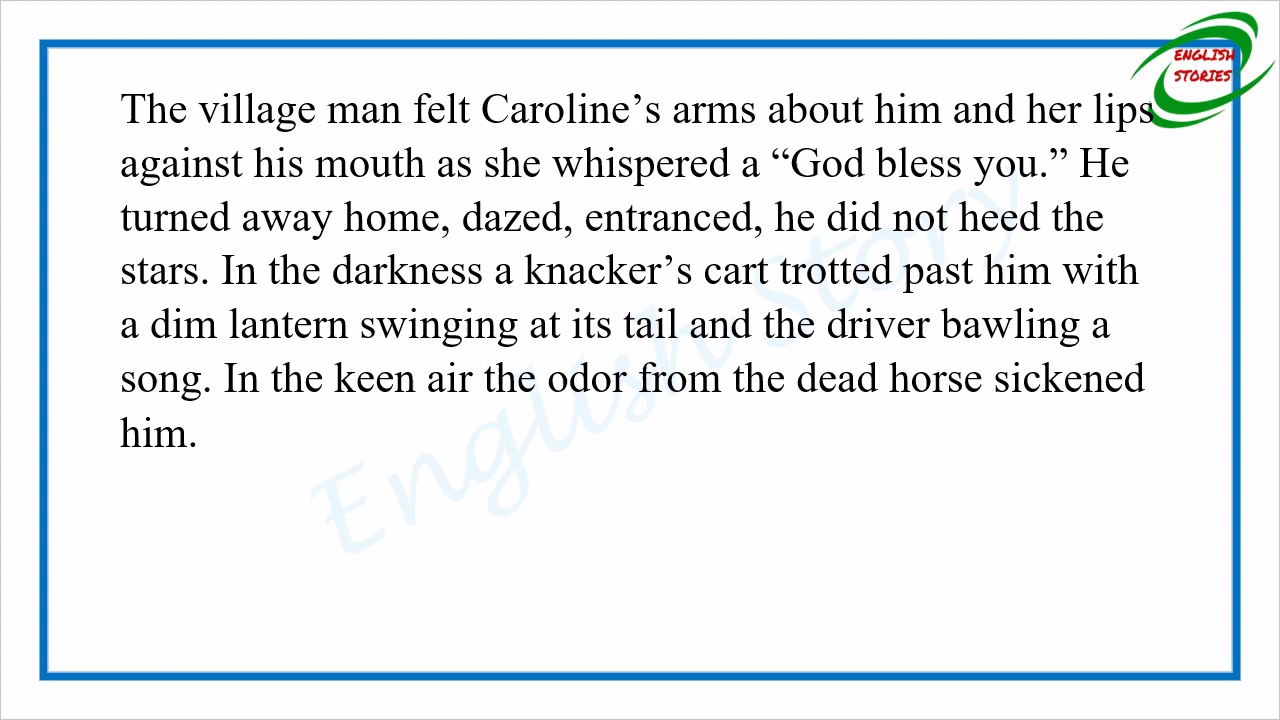 ENGLISH
STORIES
The village man felt Caroline’s arms about him and her lips
against his mouth as she whispered a “God bless you.” He
turned away home, dazed, entranced, he did not heed the
stars. In the darkness a knacker’s cart trotted past him with
a dim lantern swinging at its tail and the driver bawling a
song. In the keen air the odor from the dead horse sickened
him.
English Story